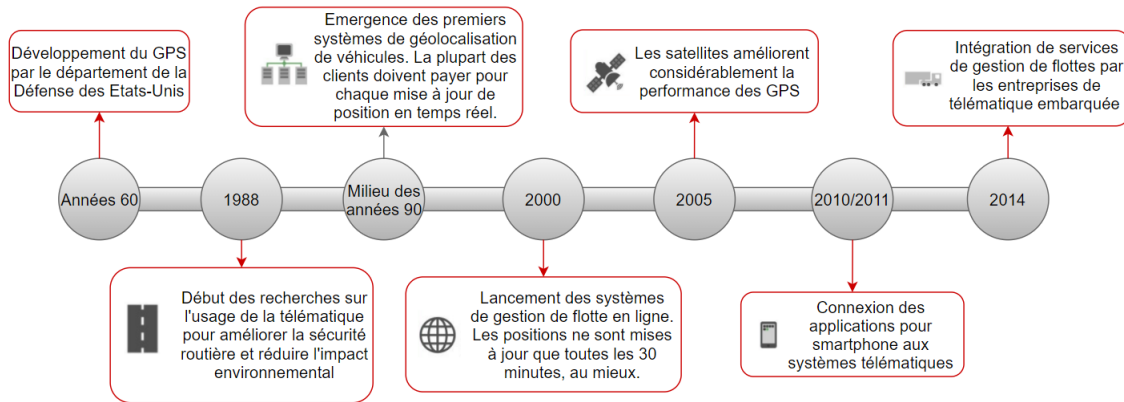 Développement du GPS
par le département de la
Défense des Etats-Unis
Emergence des premiers
systèmes de géolocalisation
de véhicules. La plupart des
clients doivent payer pour
chaque mise à jour de
position en temps réel.
Les satellites améliorent
considérablement la
performance des GPS
Intégration de services
de gestion de flottes par
les entreprises de
télématique embarquée
Années 60
1988
Milieu des
années 90
2000
2005
2010/2011
2014
Début des recherches sur
l'usage de la télématique
pour améliorer la sécurité
routière et réduire l'impact
environnemental
Lancement des systèmes
de gestion de flotte en ligne.
Les positions ne sont mises
à jour que toutes les 30
minutes, au mieux.
Connexion des
applications pour
smartphone aux
systèmes télématiques